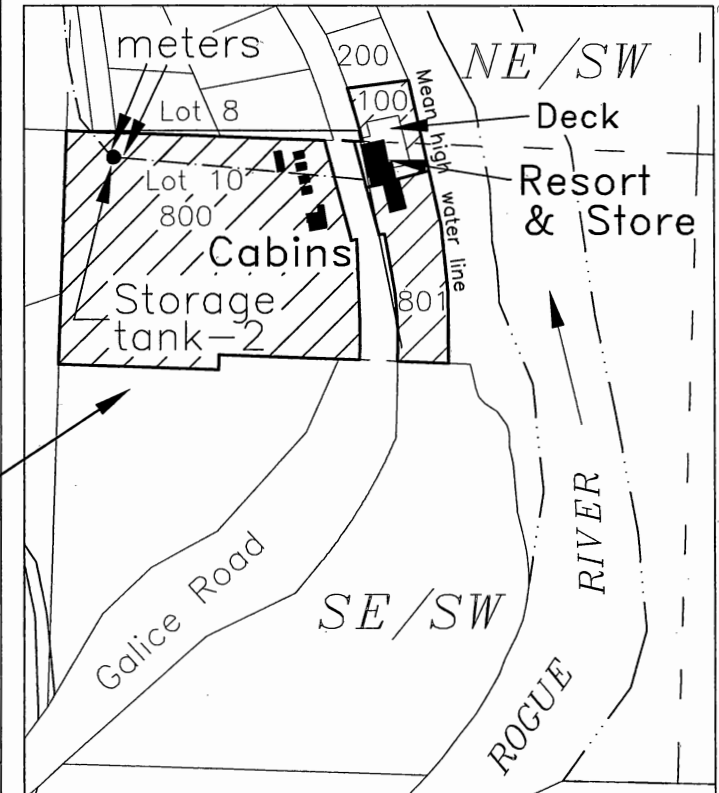 meters
200
NE/SW
100
Lot 8
Deck
Mean high water line
Lot 10
800
Resort
& Store
Cabins
Storage
tank-2
801
RIVER
Galice Road
SE/SW
ROGUE